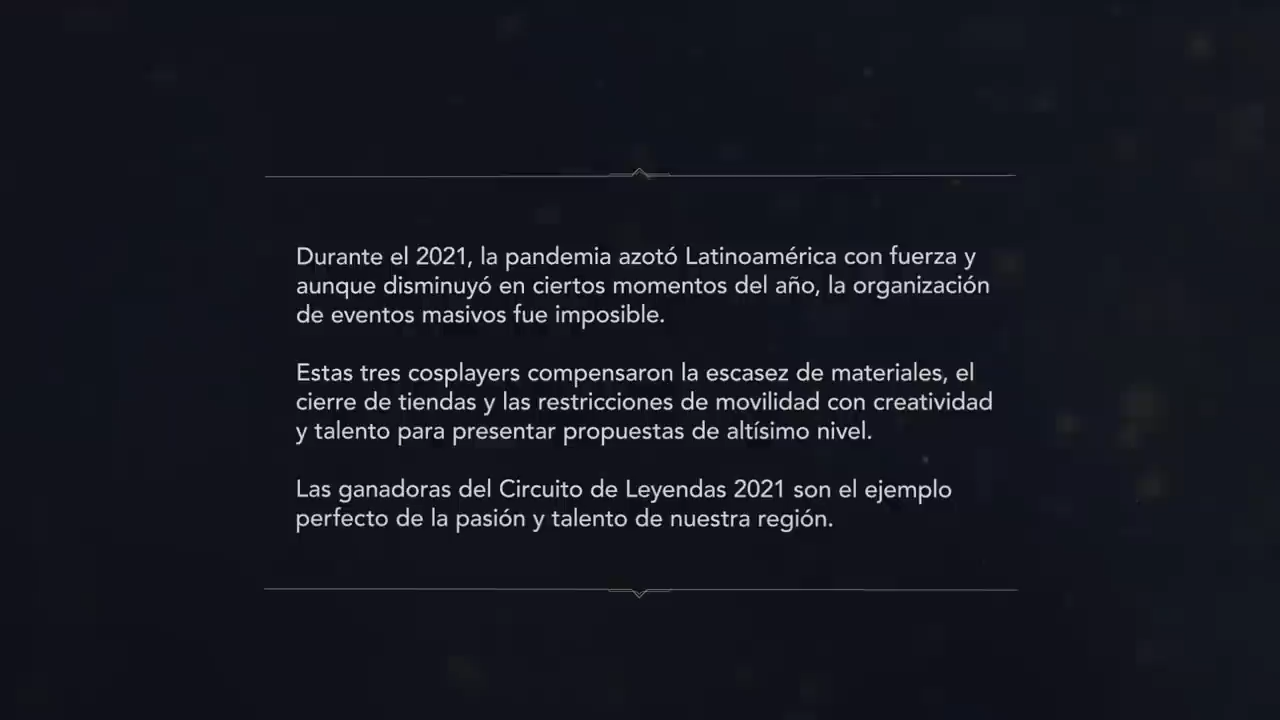 Durante el 2021, la pandemia azotó Latinoamérica con fuerza y
aunque disminuyó en ciertos momentos del año, la organización
de eventos masivos fue imposible.
Estas tres cosplayers compensaron la escasez de materiales, el
cierre de tiendas y las restricciones de movilidad con creatividad
y talento para presentar propuestas de altísimo nivel.
Las ganadoras del Circuito de Leyendas 2021 son el ejemplo
perfecto de la pasión y talento de nuestra región.